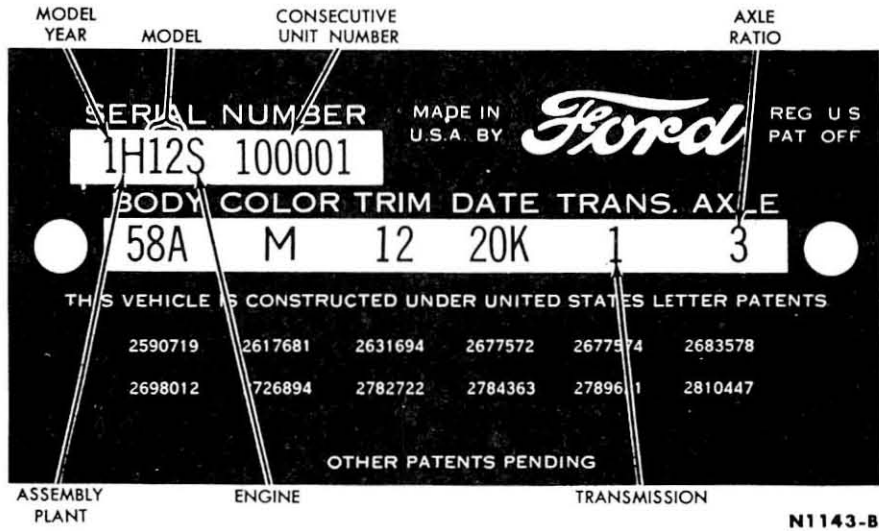 MODEL YEAR
MODEL
CONSECUTIVE UNIT NUMBER
AXLE RATIO
SERIAL NUMBER
MADE IN U.S.A. BY
Ford
REG U S PAT OFF
1H12S 100001
BODY COLOR TRIM DATE TRANS. AXLE
58A M 12 20K 1 3
THIS VEHICLE IS CONSTRUCTED UNDER UNITED STATES LETTER PATENTS
2590719 2617681 2631694 2677572 2683578
2698012 2782722 2784363 2810447
OTHER PATENTS PENDING
ASSEMBLY PLANT
ENGINE
TRANSMISSION
N1143-B